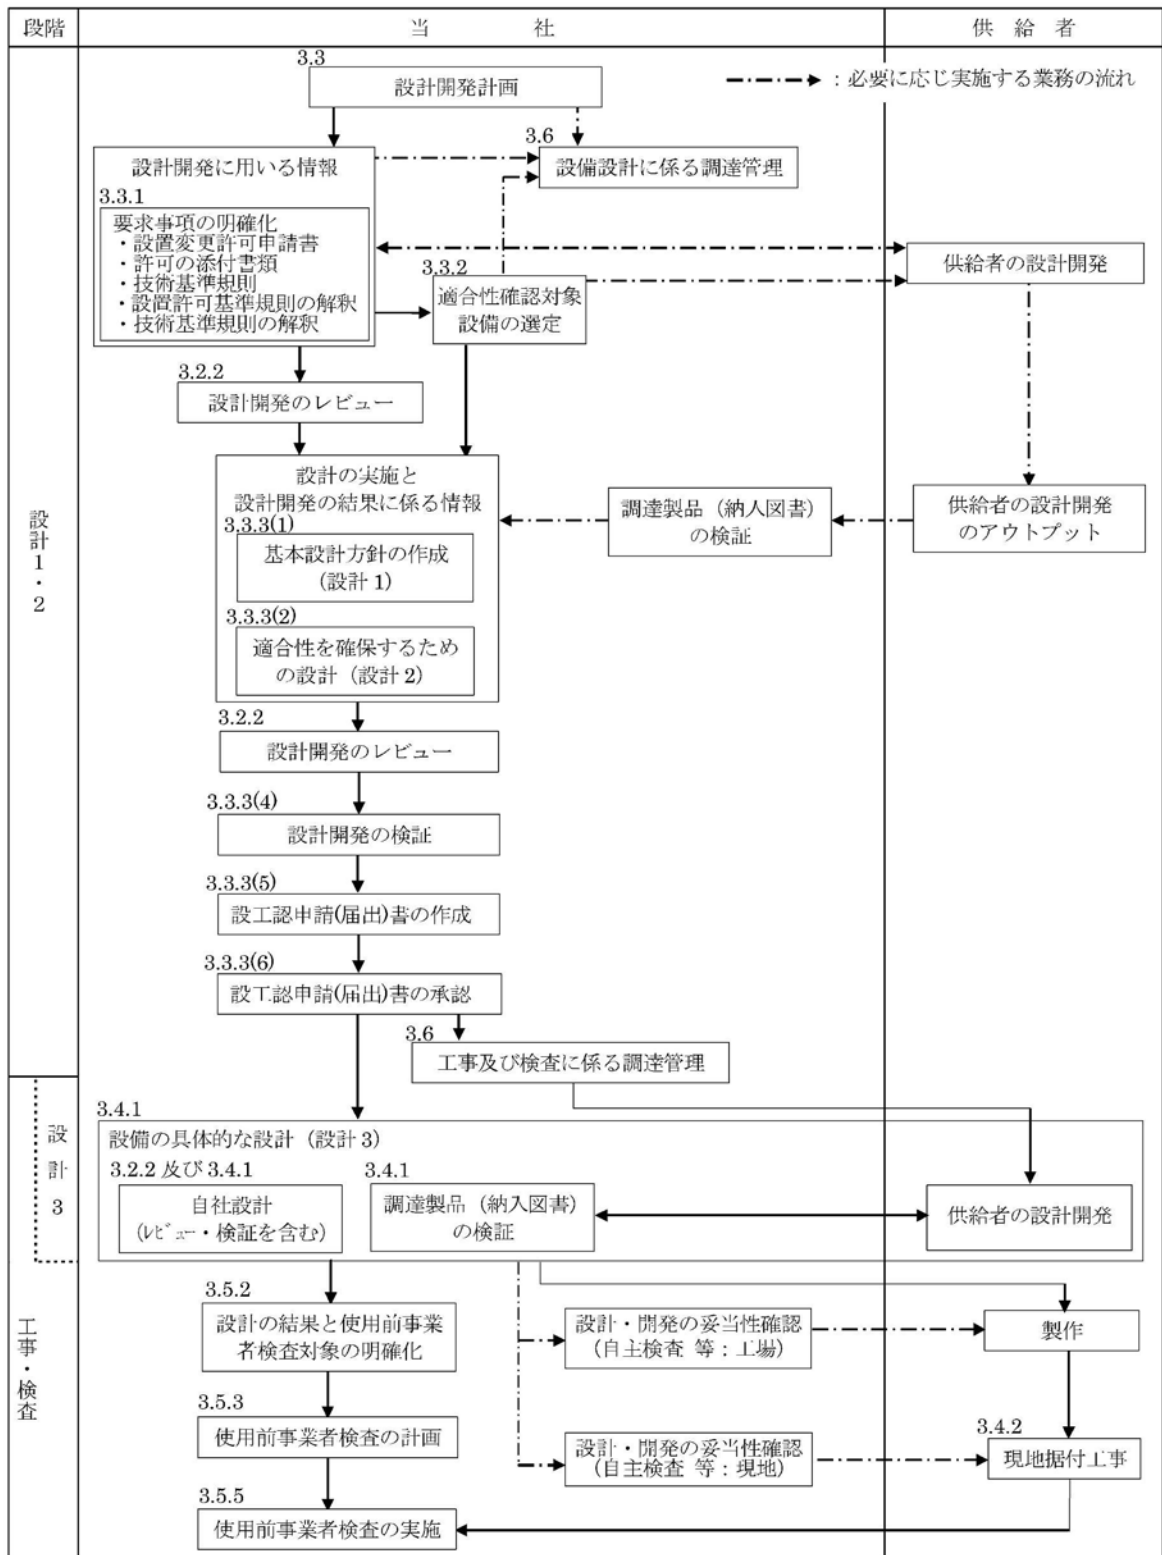 段階
当社
供給者
3.3
設計開発計画
：必要に応じ実施する業務の流れ
3.6
設備設計に係る調達管理
設計開発に用いる情報
3.3.1
要求事項の明確化
・設置変更許可申請書
・許可の添付書類
・技術基準規則
・設置許可基準規則の解釈
・技術基準規則の解釈
3.3.2
適合性確認対象
設備の選定
供給者の設計開発
3.2.2
設計開発のレビュー
設計の実施と
設計開発の結果に係る情報
3.3.3(1)
基本設計方針の作成
(設計 1)
3.3.3(2)
適合性を確保するため
の設計（設計 2）
調達製品（納入図書）
の検証
供給者の設計開発
のアウトプット
設計1・2
3.2.2
設計開発のレビュー
3.3.3(4)
設計開発の検証
3.3.3(5)
設工認申請(届出)書の作成
3.3.3(6)
設工認申請(届出)書の承認
3.6
工事及び検査に係る調達管理
設計3
3.4.1
設備の具体的な設計（設計 3）
3.2.2 及び 3.4.1
自社設計
(ﾚﾋﾞｭｰ・検証を含む)
3.4.1
調達製品（納入図書）
の検証
供給者の設計開発
工事・検査
3.5.2
設計の結果と使用前事業
者検査対象の明確化
設計・開発の妥当性確認
（自主検査 等：工場）
製作
3.5.3
使用前事業者検査の計画
設計・開発の妥当性確認
（自主検査 等：現地）
3.4.2
現地据付工事
3.5.5
使用前事業者検査の実施